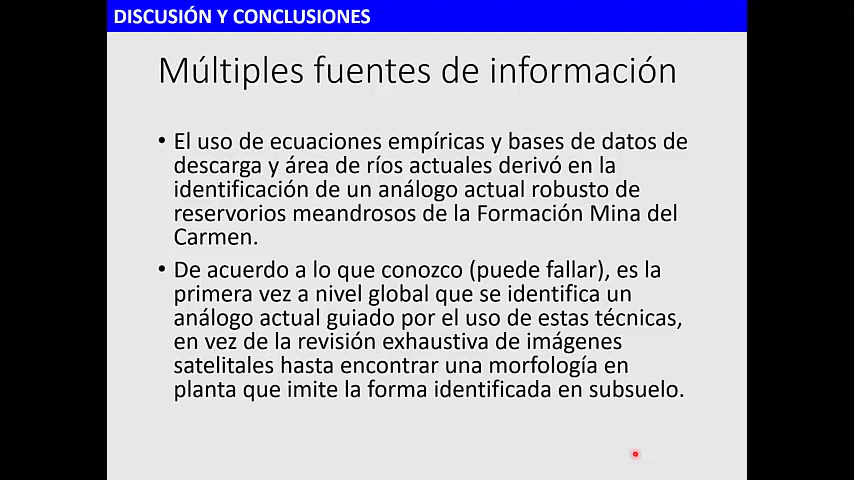 DISCUSIÓN Y CONCLUSIONES
Múltiples fuentes de información
• El uso de ecuaciones empíricas y bases de datos de
descarga y área de ríos actuales derivó en la
identificación de un análogo actual robusto de
reservorios meandrosos de la Formación Mina del
Carmen.
• De acuerdo a lo que conozco (puede fallar), es la
primera vez a nivel global que se identifica un
análogo actual guiado por el uso de estas técnicas,
en vez de la revisión exhaustiva de imágenes
satelitales hasta encontrar una morfología en
planta que imite la forma identificada en subsuelo.